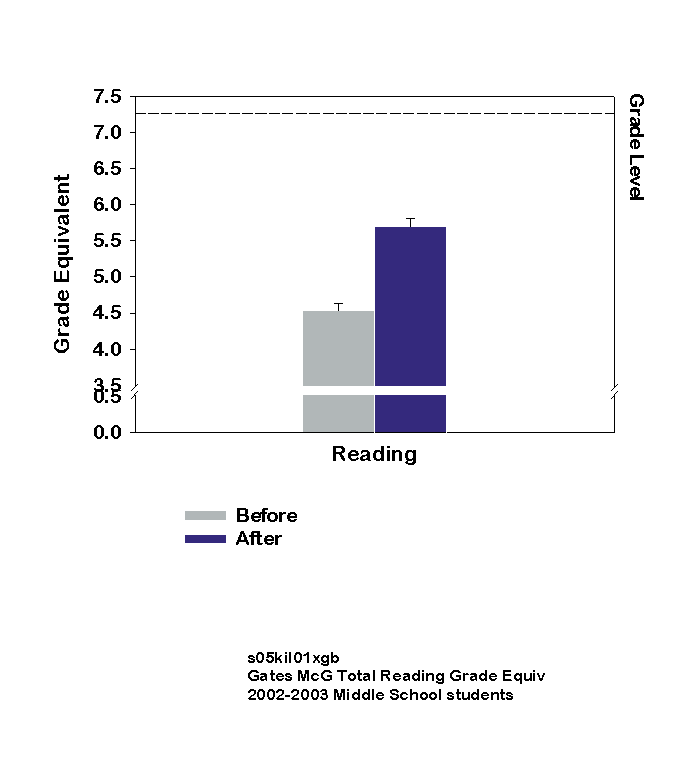 7.5
7.0
6.5
6.0
5.5
5.0
4.5
4.0
3.5
0.5
0.0
Grade Equivalent
Grade Level
Reading
Before
After
s05kil01xgb
Gates McG Total Reading Grade Equiv
2002-2003 Middle School students